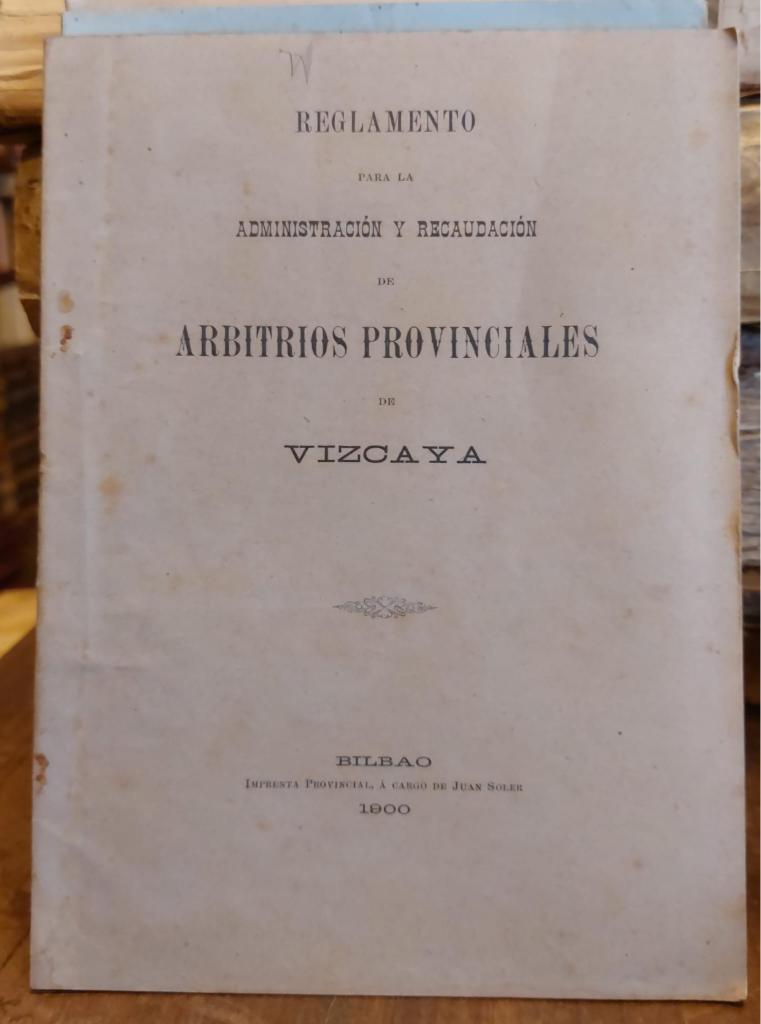 W
REGLAMENTO
PARA LA
ADMINISTRACIÓN Y RECAUDACIÓN
DE
ARBITRIOS PROVINCIALES
DE
VIZCAYA
BILBAO
IMPRENTA PROVINCIAL, Á CARGO DE JUAN SOLER
1900